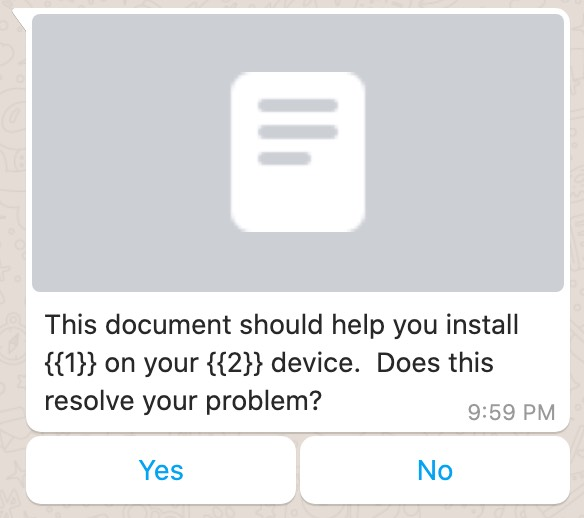 This document should help you install
{{1}} on your {{2}} device.  Does this
resolve your problem?
9:59 PM
Yes
No